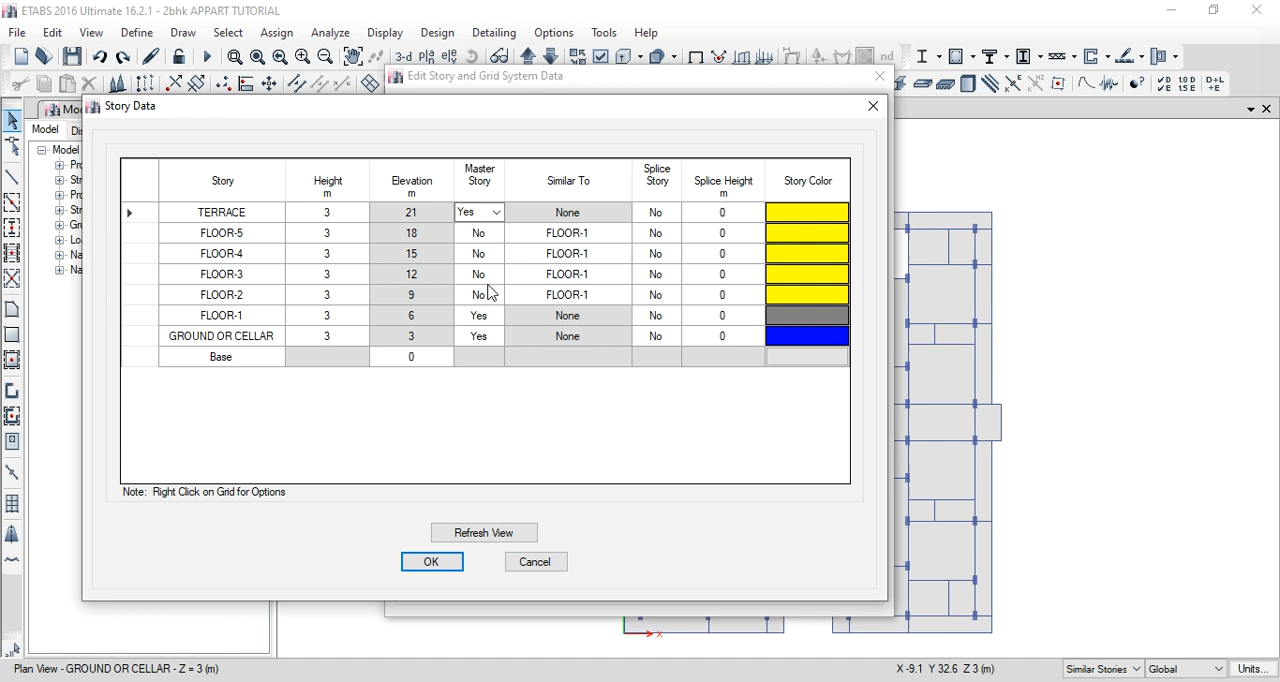 ETABS 2016 Ultimate 16.2.1 - 2bhk APPART TUTORIAL
File Edit View Define Draw Select Assign Analyze Display Design Detailing Options Tools Help
3-d pla ele nd
Edit Story and Grid System Data
Story Data
Model
Model
Story Height m Elevation m Master Story Similar To Splice Story Splice Height m Story Color
TERRACE 3 21 Yes None No 0
FLOOR-5 3 18 No FLOOR-1 No 0
FLOOR-4 3 15 No FLOOR-1 No 0
FLOOR-3 3 12 No FLOOR-1 No 0
FLOOR-2 3 9 No FLOOR-1 No 0
FLOOR-1 3 6 Yes None No 0
GROUND OR CELLAR 3 3 Yes None No 0
Base 0
Note: Right Click on Grid for Options
Refresh View
OK Cancel
X
Plan View - GROUND OR CELLAR - Z = 3 (m) X -9.1 Y 32.6 Z 3 (m) Similar Stories Global Units...